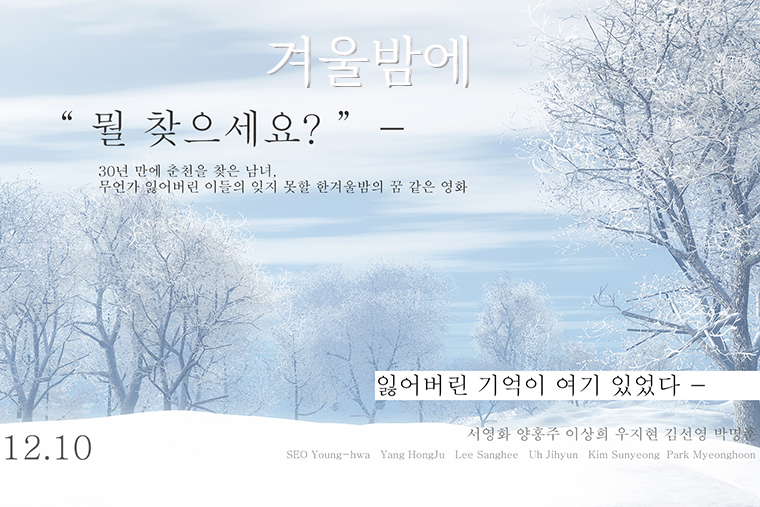 겨울밤에
“ 뭘 찾으세요? ” –
30년 만에 춘천을 찾은 남녀,
무언가 잃어버린 이들의 잊지 못할 한겨울밤의 꿈 같은 영화
잃어버린 기억이 여기 있었다 –
서영화 양흥주 이상희 우지현 김선영 박명훈
SEO Young-hwa Yang HongJu Lee Sanghee Uh Jihyun Kim Sunyeong Park Myeonghoon
12.10